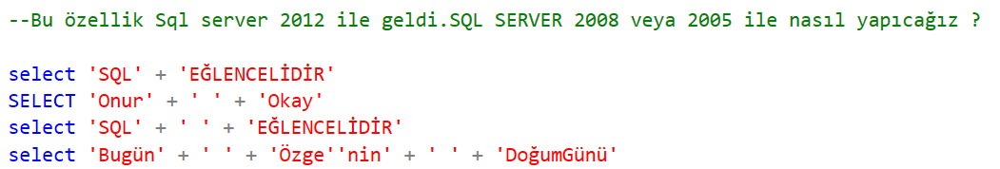 --Bu özellik Sql server 2012 ile geldi.SQL SERVER 2008 veya 2005 ile nasıl yapıcağız ?
select 'SQL' + 'EĞLENCELİDİR'
SELECT 'Onur' + ' ' + 'Okay'
select 'SQL' + ' ' + 'EĞLENCELİDİR'
select 'Bugün' + ' ' + 'Özge''nin' + ' ' + 'DoğumGünü'